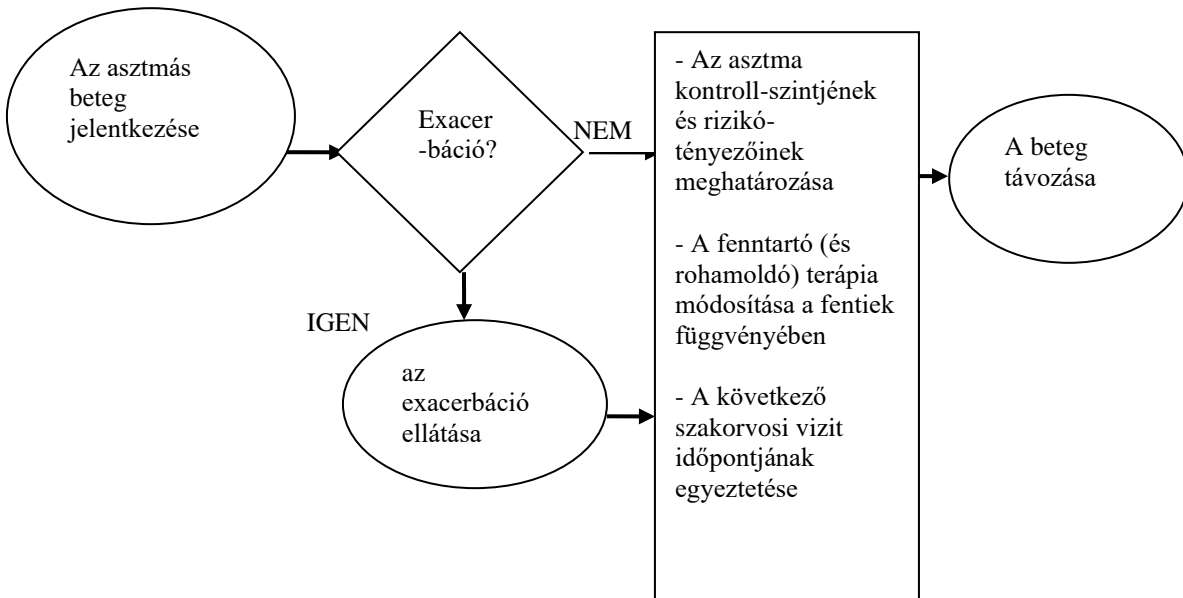 Az asztmás
beteg
jelentkezése
Exacer
-báció?
NEM
IGEN
az
exacerbáció
ellátása
- Az asztma
kontroll-szintjének
és rizikó-
tényezőinek
meghatározása
- A fenntartó (és
rohamoldó) terápia
módosítása a fentiek
függvényében
- A következő
szakorvosi vizit
időpontjának
egyeztetése
A beteg
távozása